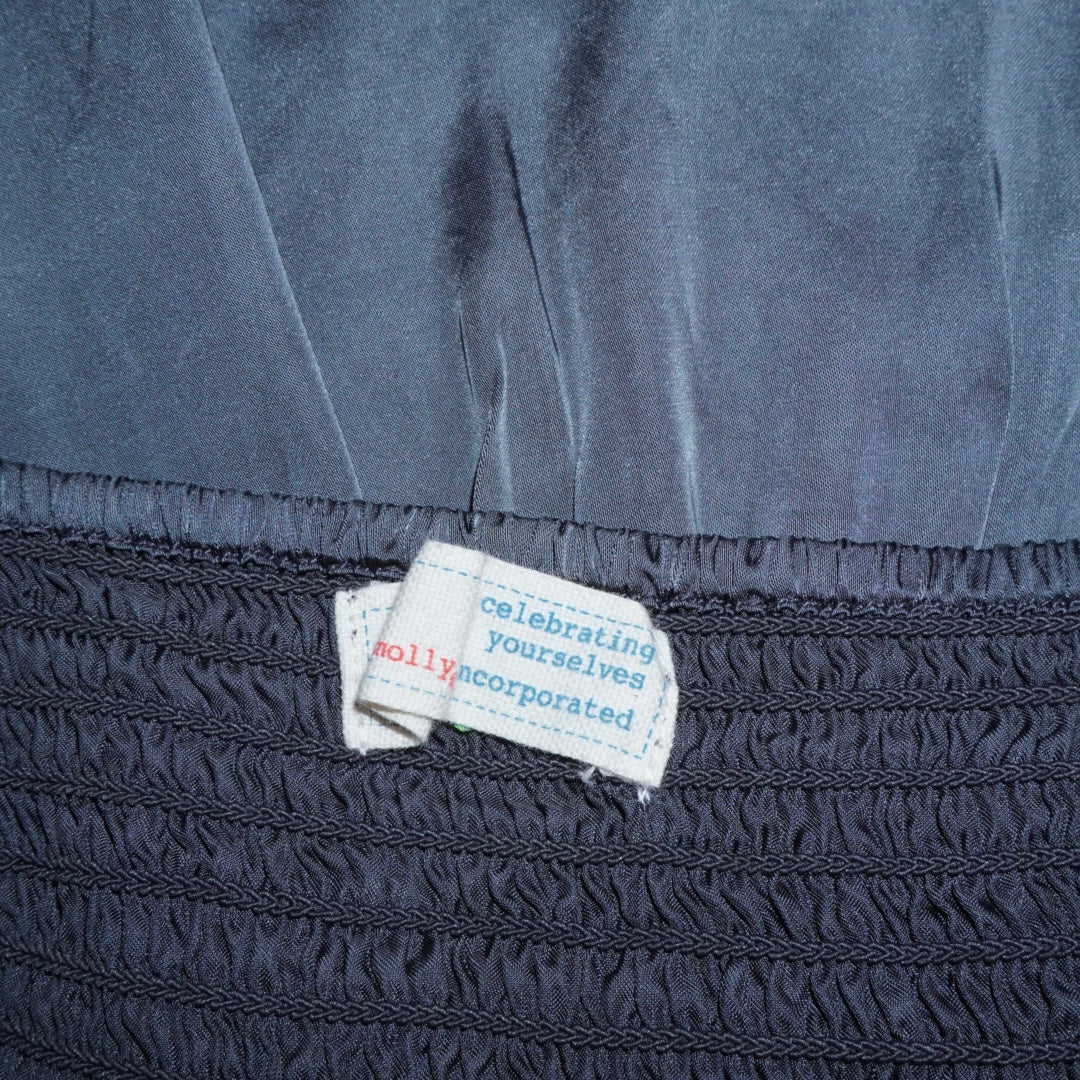 celebrating
yourselves
molly ncorporated